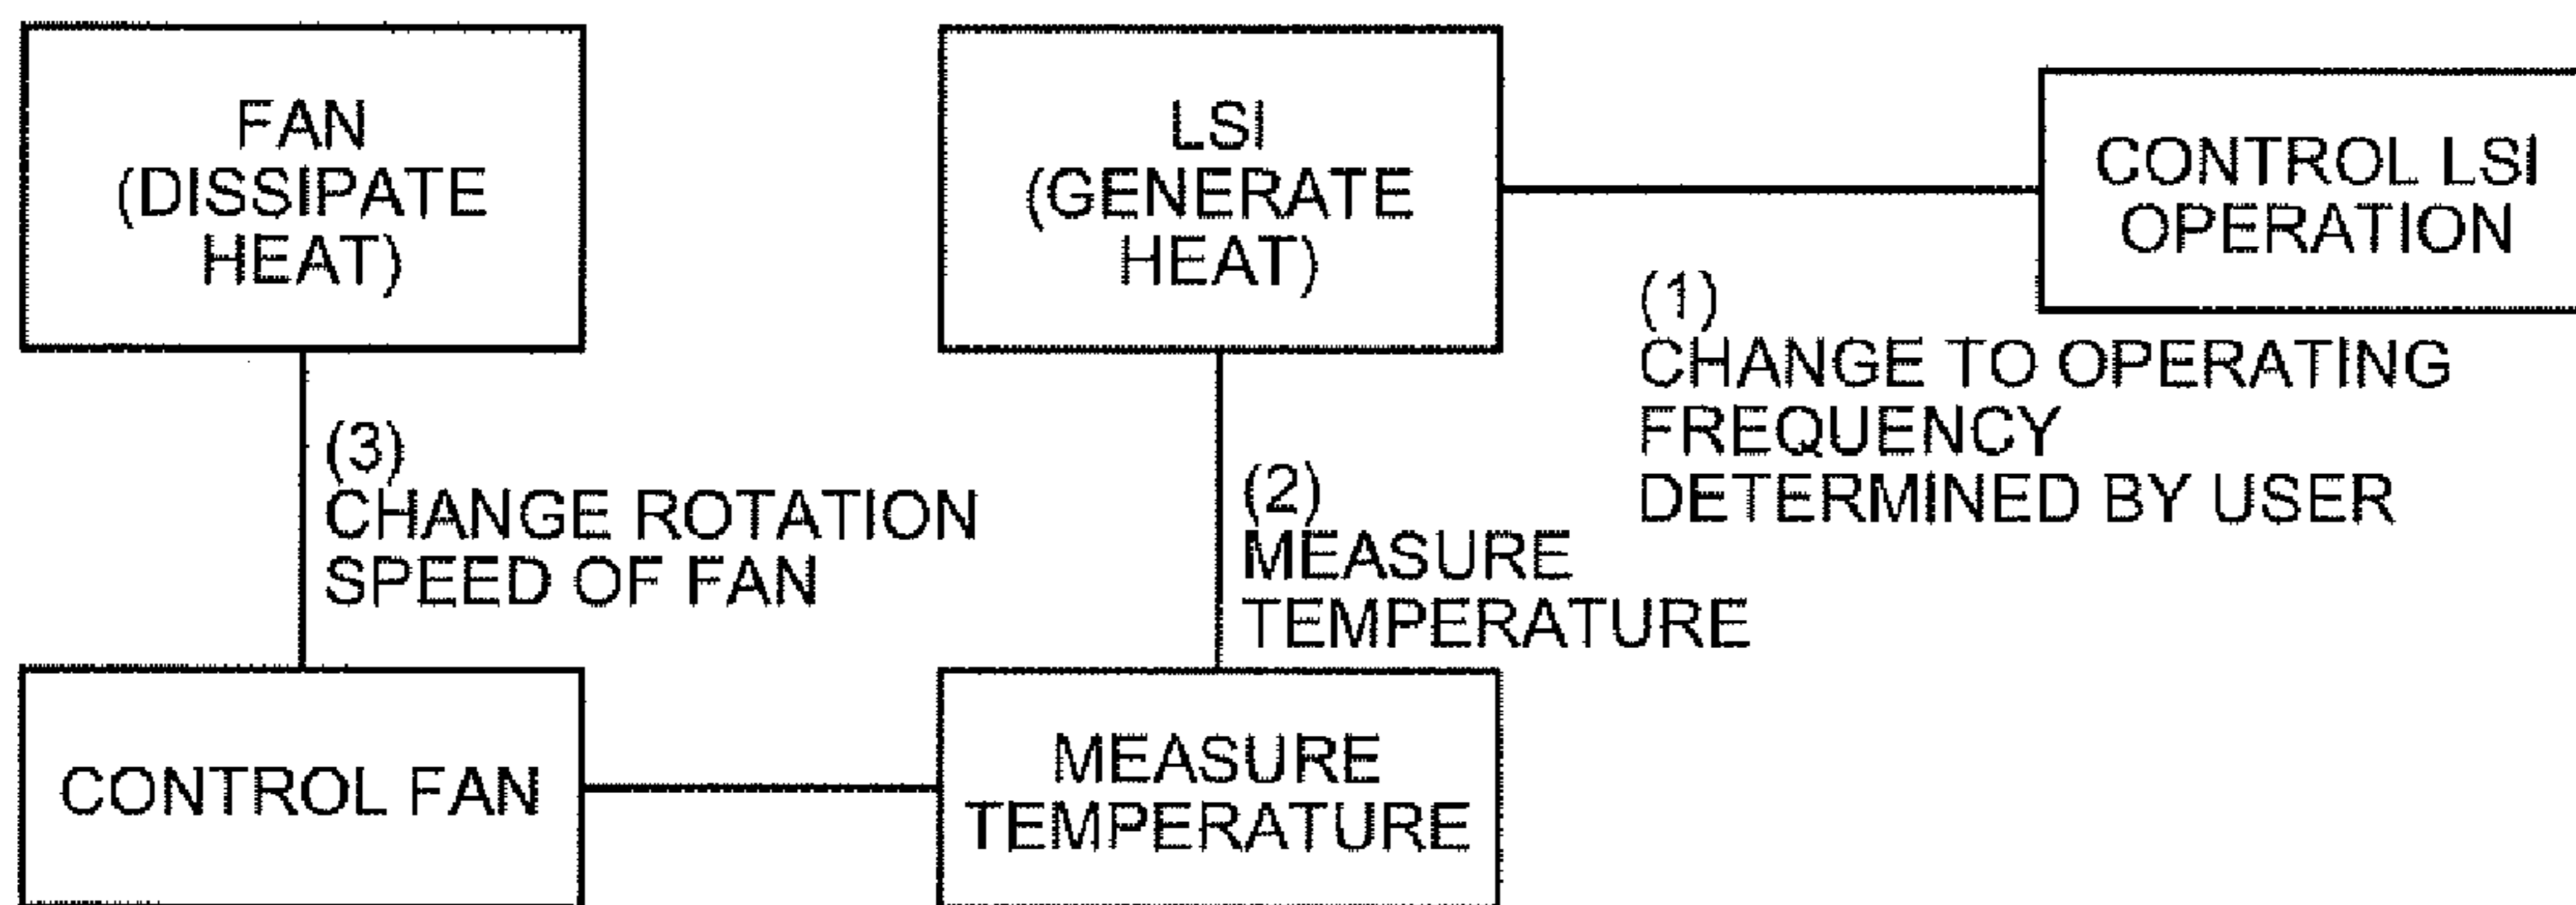 FAN
(DISSIPATE
HEAT)
LSI
(GENERATE
HEAT)
CONTROL LSI
OPERATION
(1)
CHANGE TO OPERATING
FREQUENCY
DETERMINED BY USER
(3)
CHANGE ROTATION
SPEED OF FAN
(2)
MEASURE
TEMPERATURE
CONTROL FAN
MEASURE
TEMPERATURE